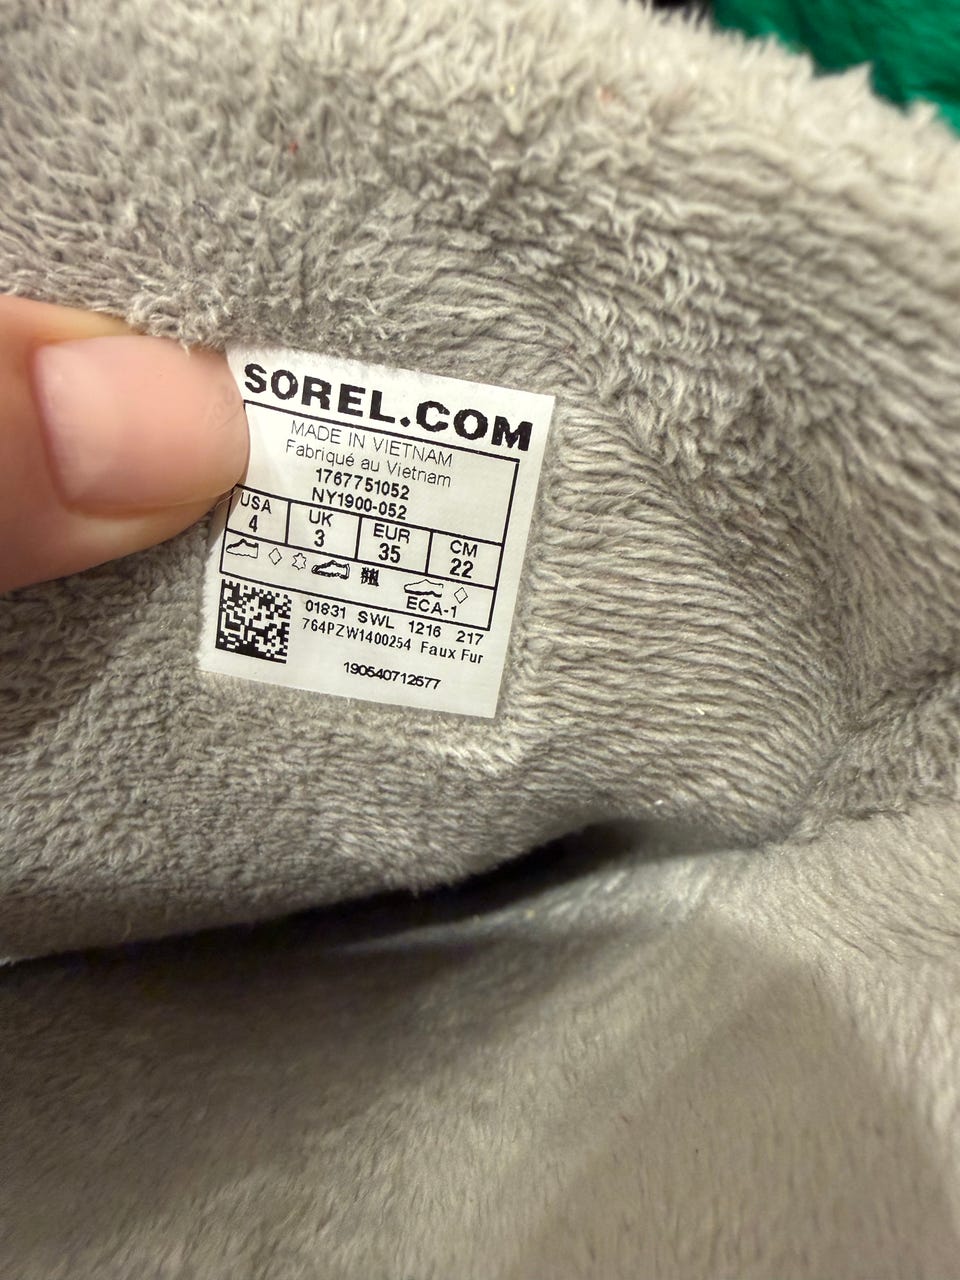 SOREL.COM
MADE IN VIETNAM
Fabriqué au Vietnam
1767751052
NY1900-052
USA UK EUR CM
4 3 35 22
ECA-1
01831 SWL 1216 217
764PZW1400254 Faux Fur
190540712577